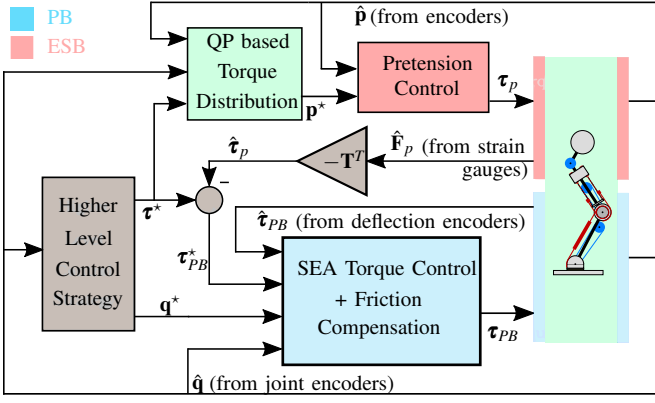 PB
ESB
p̂ (from encoders)
QP based
Torque
Distribution
p⋆
Pretension
Control
τ_p
τ̂_p
−T^T
F̂_p (from strain
gauges)
−
τ⋆
Higher
Level
Control
Strategy
τ̂_PB (from deflection encoders)
τ⋆_PB
SEA Torque Control
+ Friction
Compensation
q⋆
τ_PB
q̂ (from joint encoders)